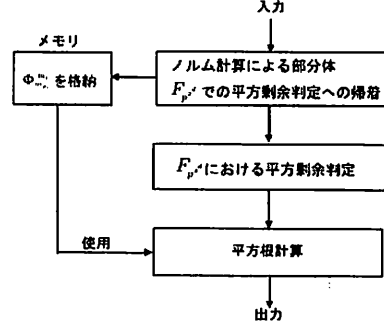 入力
メモリ
ノルム計算による部分体
での平方剰余判定への帰着
を格納
における平方剰余判定
使用
平方根計算
出力